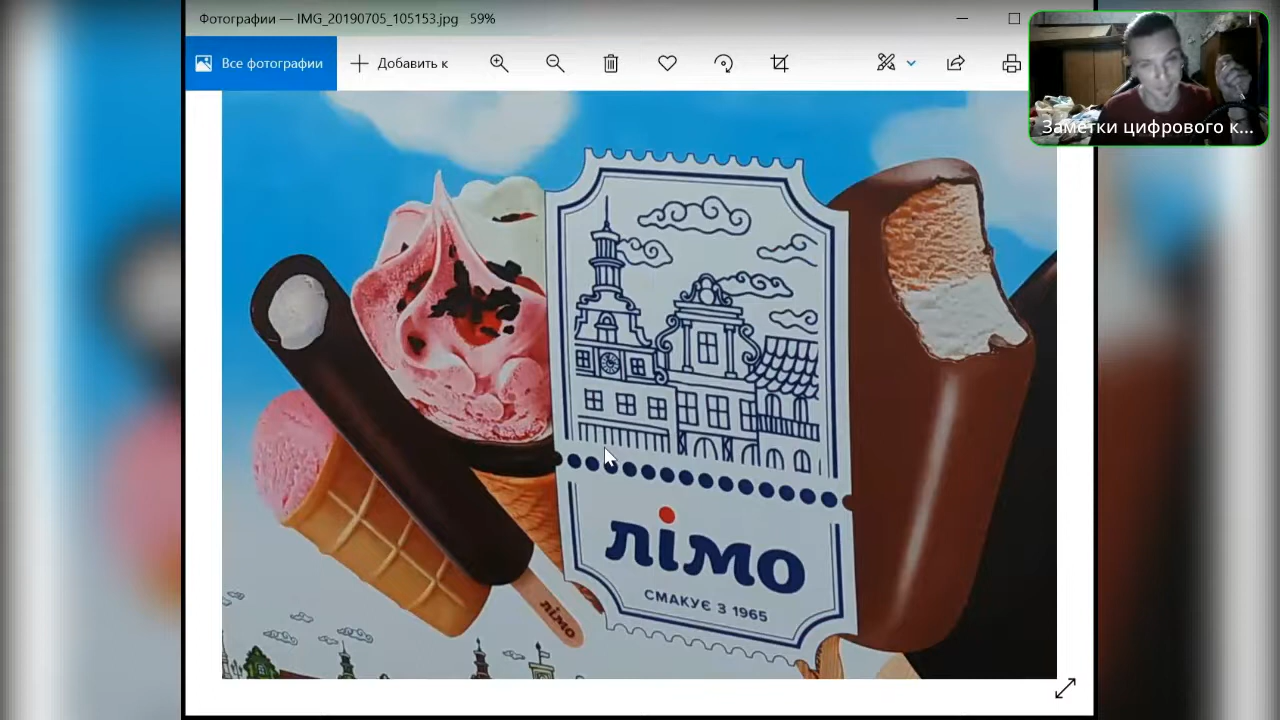 Фотографии — IMG_20190705_105153.jpg 59%
Все фотографии
Добавить к
Заметки цифрового к...
лімо
СМАКУЄ З 1965
лімо